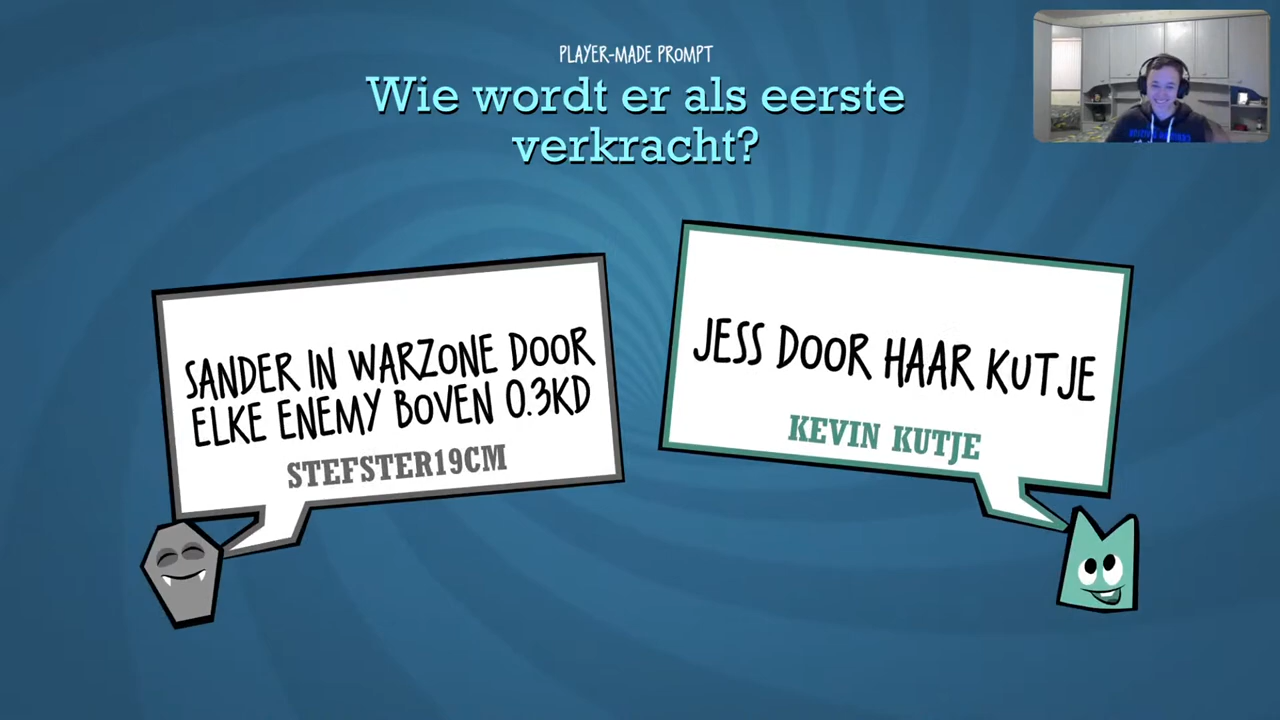 PLAYER-MADE PROMPT
Wie wordt er als eerste
verkracht?
SANDER IN WARZONE DOOR
ELKE ENEMY BOVEN 0.3KD
STEFSTER19CM
JESS DOOR HAAR KUTJE
KEVIN KUTJE